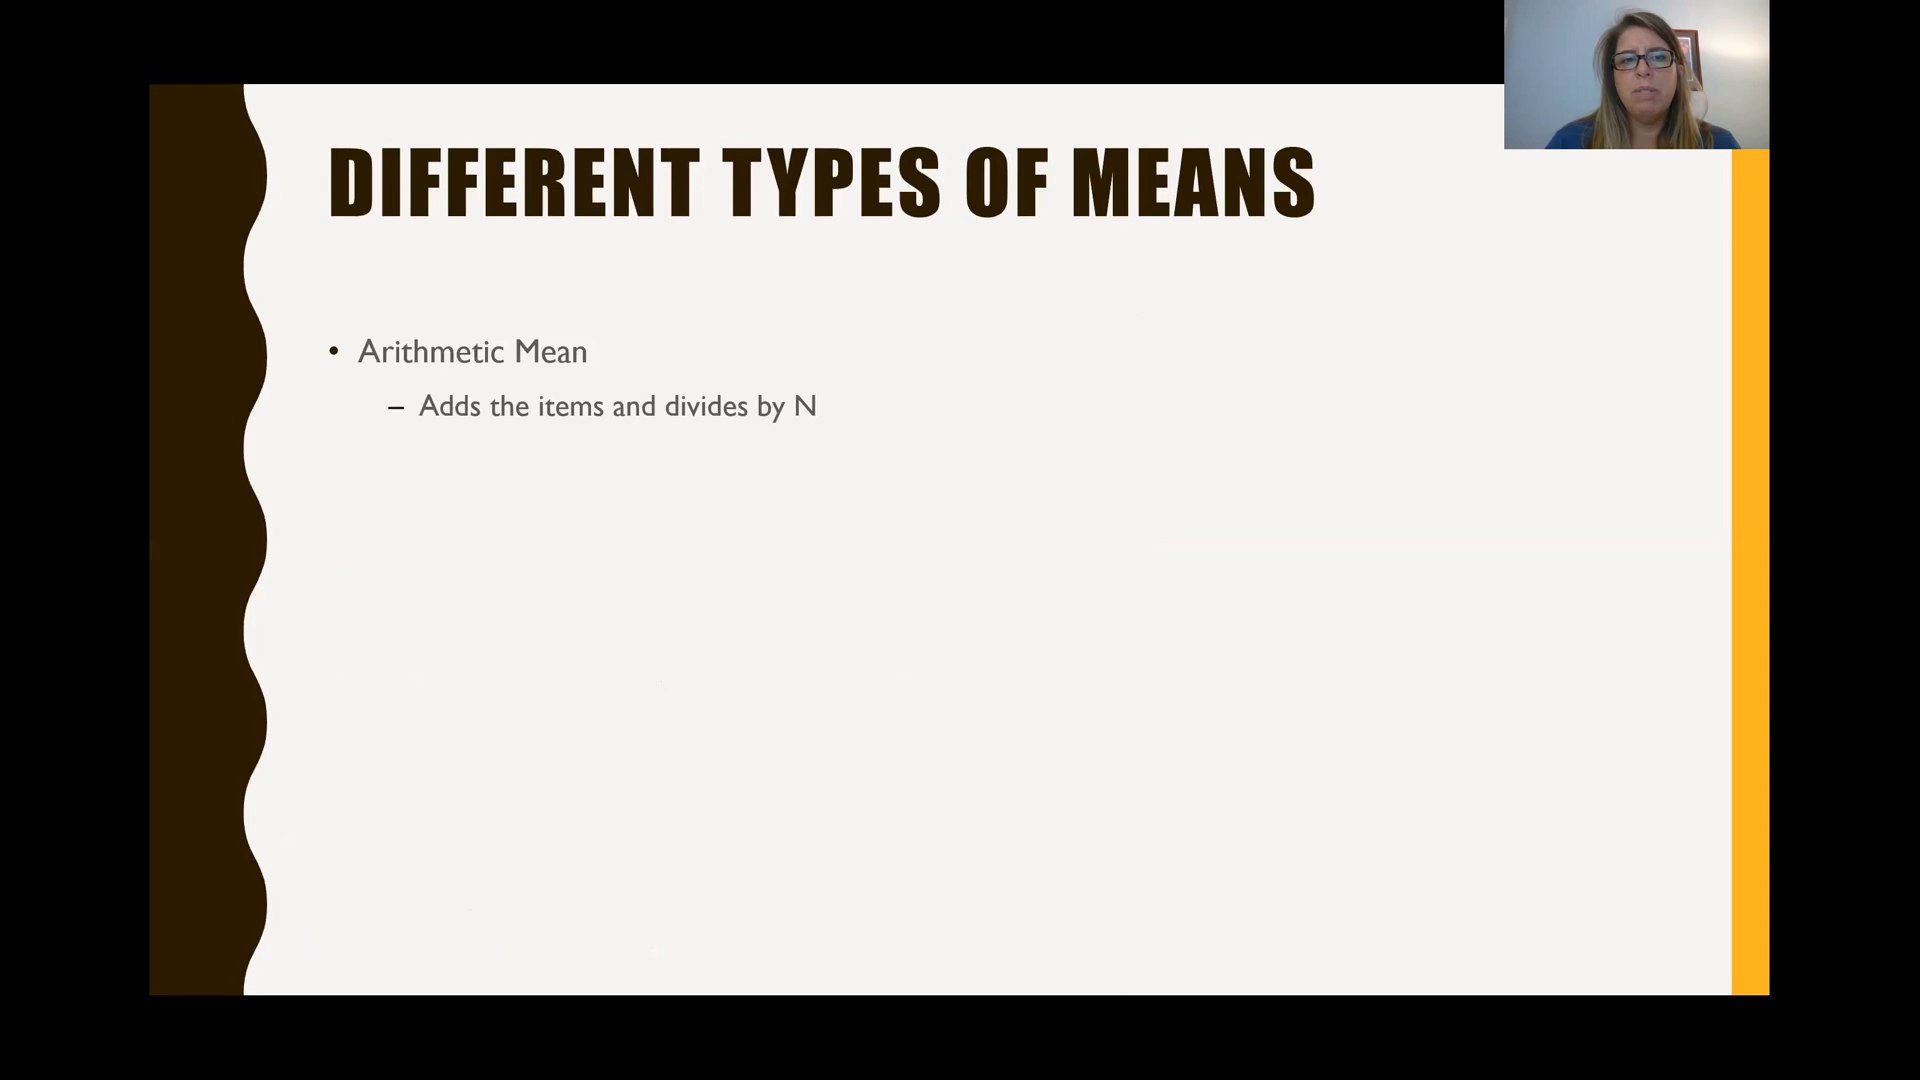 DIFFERENT TYPES OF MEANS
• Arithmetic Mean
– Adds the items and divides by N